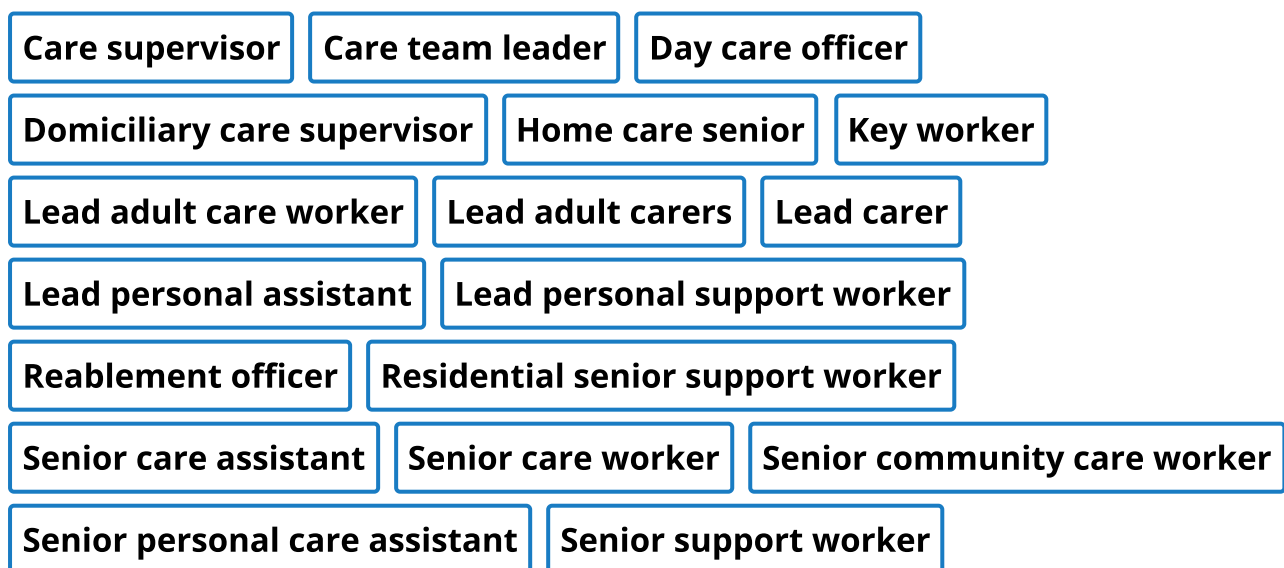 Care supervisor Care team leader Day care officer
Domiciliary care supervisor Home care senior Key worker
Lead adult care worker Lead adult carers Lead carer
Lead personal assistant Lead personal support worker
Reablement officer Residential senior support worker
Senior care assistant Senior care worker Senior community care worker
Senior personal care assistant Senior support worker